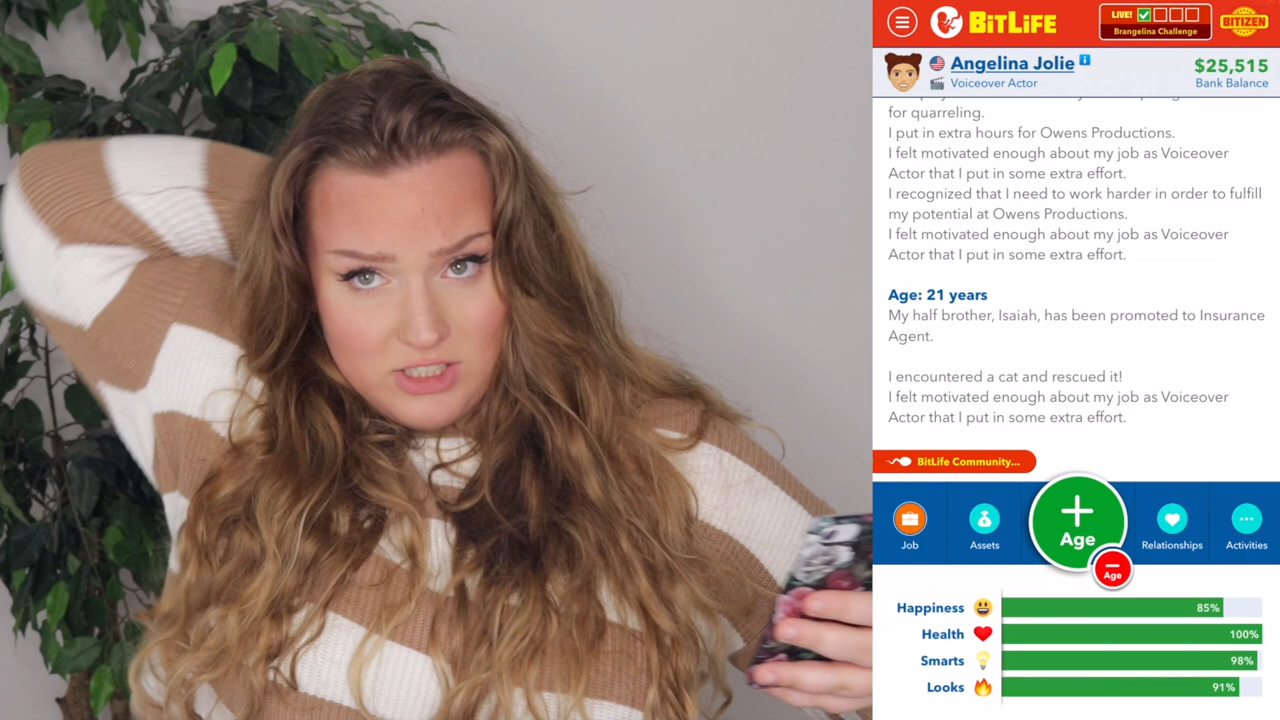 BitLife
LIVE!
Brangelina Challenge
BITIZEN
Angelina Jolie
Voiceover Actor
$25,515
Bank Balance
for quarreling.
I put in extra hours for Owens Productions.
I felt motivated enough about my job as Voiceover
Actor that I put in some extra effort.
I recognized that I need to work harder in order to fulfill
my potential at Owens Productions.
I felt motivated enough about my job as Voiceover
Actor that I put in some extra effort.
Age: 21 years
My half brother, Isaiah, has been promoted to Insurance
Agent.
I encountered a cat and rescued it!
I felt motivated enough about my job as Voiceover
Actor that I put in some extra effort.
BitLife Community...
Job
Assets
+
Age
Age
Relationships
Activities
Happiness 85%
Health 100%
Smarts 98%
Looks 91%